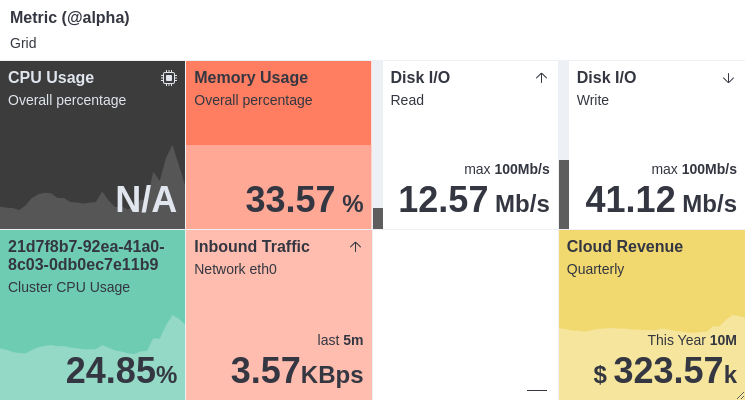 Metric (@alpha)
Grid
CPU Usage
Overall percentage
N/A
Memory Usage
Overall percentage
33.57 %
Disk I/O
Read
max 100Mb/s
12.57 Mb/s
Disk I/O
Write
max 100Mb/s
41.12 Mb/s
21d7f8b7-92ea-41a0-
8c03-0db0ec7e11b9
Cluster CPU Usage
24.85%
Inbound Traffic
Network eth0
last 5m
3.57KBps
—
Cloud Revenue
Quarterly
This Year 10M
$ 323.57k